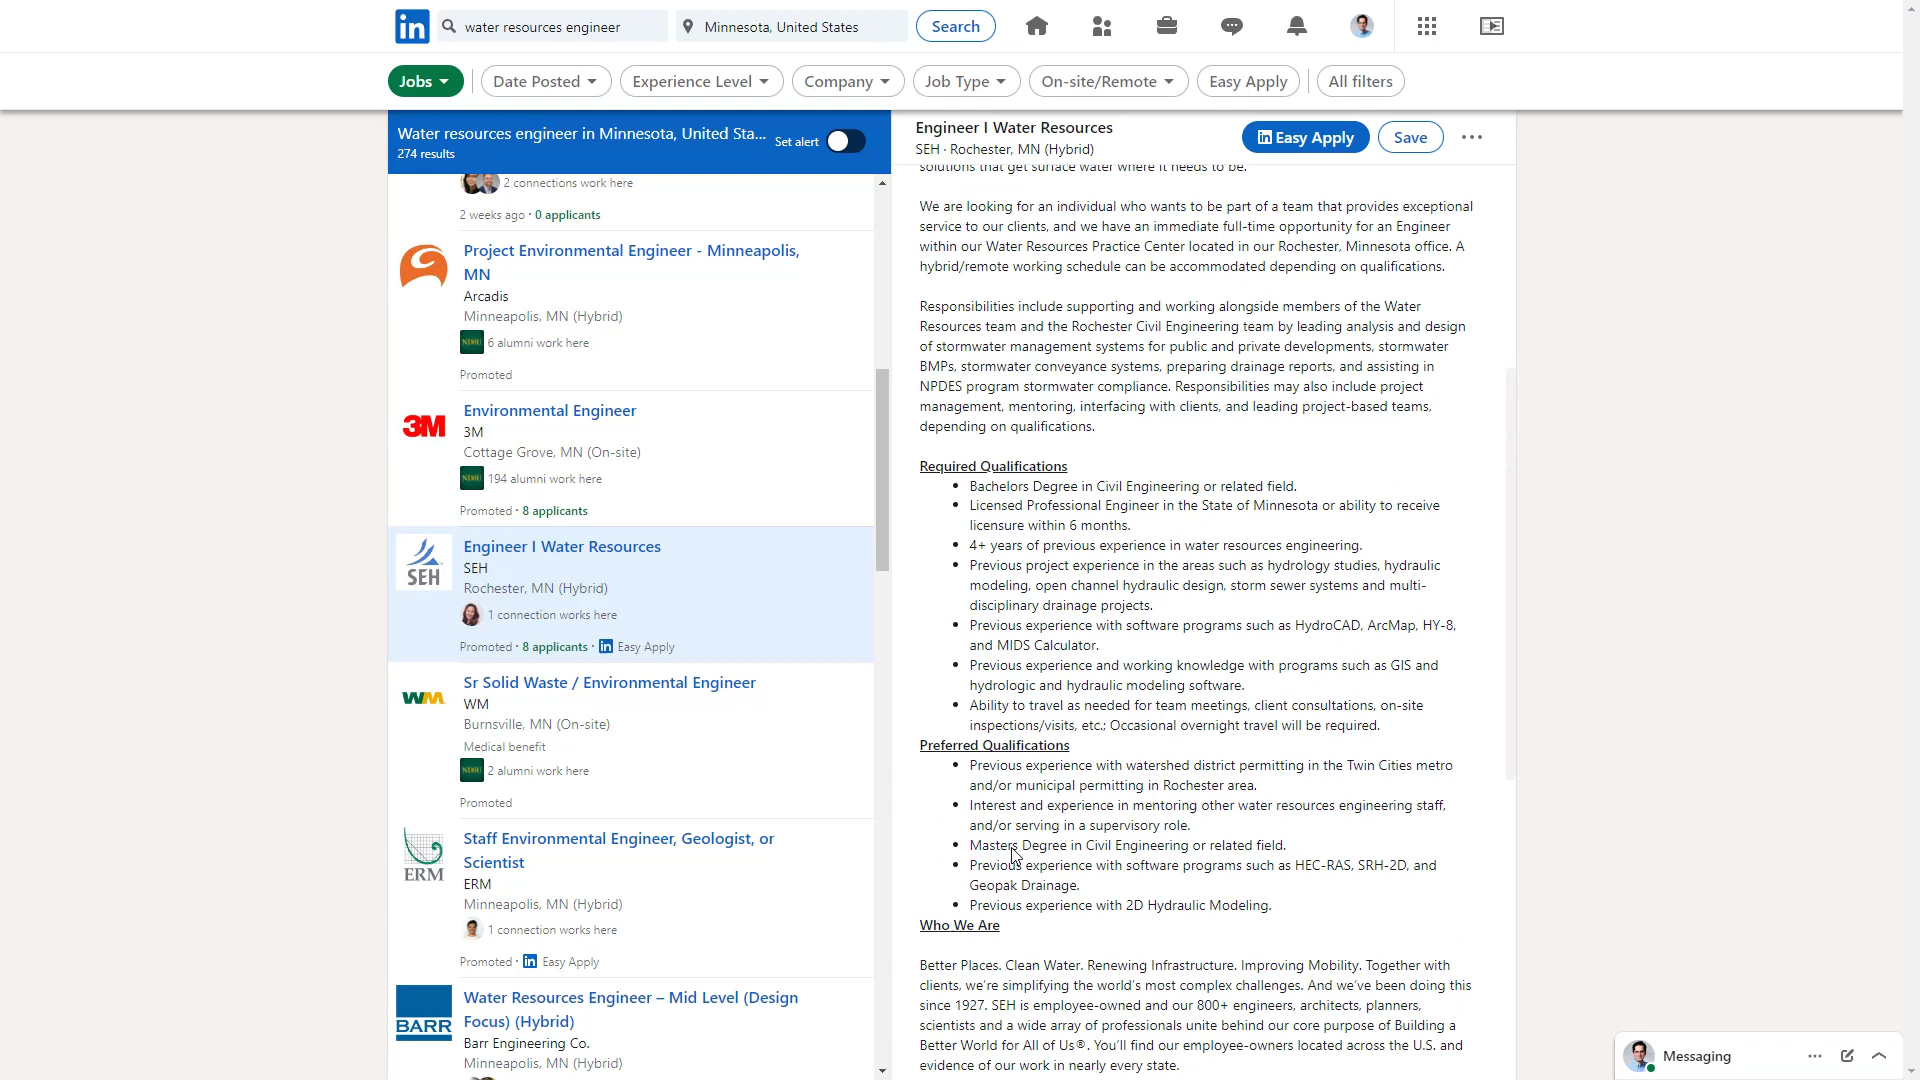 in
water resources engineer
Minnesota, United States
Search
Jobs
Date Posted
Experience Level
Company
Job Type
On-site/Remote
Easy Apply
All filters
Water resources engineer in Minnesota, United Sta...
274 results
Set alert
2 connections work here
2 weeks ago · 0 applicants
Project Environmental Engineer - Minneapolis,
MN
Arcadis
Minneapolis, MN (Hybrid)
NDSU 6 alumni work here
Promoted
3M
Environmental Engineer
3M
Cottage Grove, MN (On-site)
NDSU 194 alumni work here
Promoted · 8 applicants
SEH
Engineer I Water Resources
SEH
Rochester, MN (Hybrid)
1 connection works here
Promoted · 8 applicants · in Easy Apply
WM
Sr Solid Waste / Environmental Engineer
WM
Burnsville, MN (On-site)
Medical benefit
NDSU 2 alumni work here
Promoted
ERM
Staff Environmental Engineer, Geologist, or
Scientist
ERM
Minneapolis, MN (Hybrid)
1 connection works here
Promoted · in Easy Apply
BARR
Water Resources Engineer – Mid Level (Design
Focus) (Hybrid)
Barr Engineering Co.
Minneapolis, MN (Hybrid)
Engineer I Water Resources
SEH · Rochester, MN (Hybrid)
in Easy Apply
Save
solutions that get surface water where it needs to be.
We are looking for an individual who wants to be part of a team that provides exceptional
service to our clients, and we have an immediate full-time opportunity for an Engineer
within our Water Resources Practice Center located in our Rochester, Minnesota office. A
hybrid/remote working schedule can be accommodated depending on qualifications.
Responsibilities include supporting and working alongside members of the Water
Resources team and the Rochester Civil Engineering team by leading analysis and design
of stormwater management systems for public and private developments, stormwater
BMPs, stormwater conveyance systems, preparing drainage reports, and assisting in
NPDES program stormwater compliance. Responsibilities may also include project
management, mentoring, interfacing with clients, and leading project-based teams,
depending on qualifications.
Required Qualifications
• Bachelors Degree in Civil Engineering or related field.
• Licensed Professional Engineer in the State of Minnesota or ability to receive
licensure within 6 months.
• 4+ years of previous experience in water resources engineering.
• Previous project experience in the areas such as hydrology studies, hydraulic
modeling, open channel hydraulic design, storm sewer systems and multi-
disciplinary drainage projects.
• Previous experience with software programs such as HydroCAD, ArcMap, HY-8,
and MIDS Calculator.
• Previous experience and working knowledge with programs such as GIS and
hydrologic and hydraulic modeling software.
• Ability to travel as needed for team meetings, client consultations, on-site
inspections/visits, etc.; Occasional overnight travel will be required.
Preferred Qualifications
• Previous experience with watershed district permitting in the Twin Cities metro
and/or municipal permitting in Rochester area.
• Interest and experience in mentoring other water resources engineering staff,
and/or serving in a supervisory role.
• Masters Degree in Civil Engineering or related field.
• Previous experience with software programs such as HEC-RAS, SRH-2D, and
Geopak Drainage.
• Previous experience with 2D Hydraulic Modeling.
Who We Are
Better Places. Clean Water. Renewing Infrastructure. Improving Mobility. Together with
clients, we’re simplifying the world’s most complex challenges. And we’ve been doing this
since 1927. SEH is employee-owned and our 800+ engineers, architects, planners,
scientists and a wide array of professionals unite behind our core purpose of Building a
Better World for All of Us®. You’ll find our employee-owners located across the U.S. and
evidence of our work in nearly every state.
Messaging